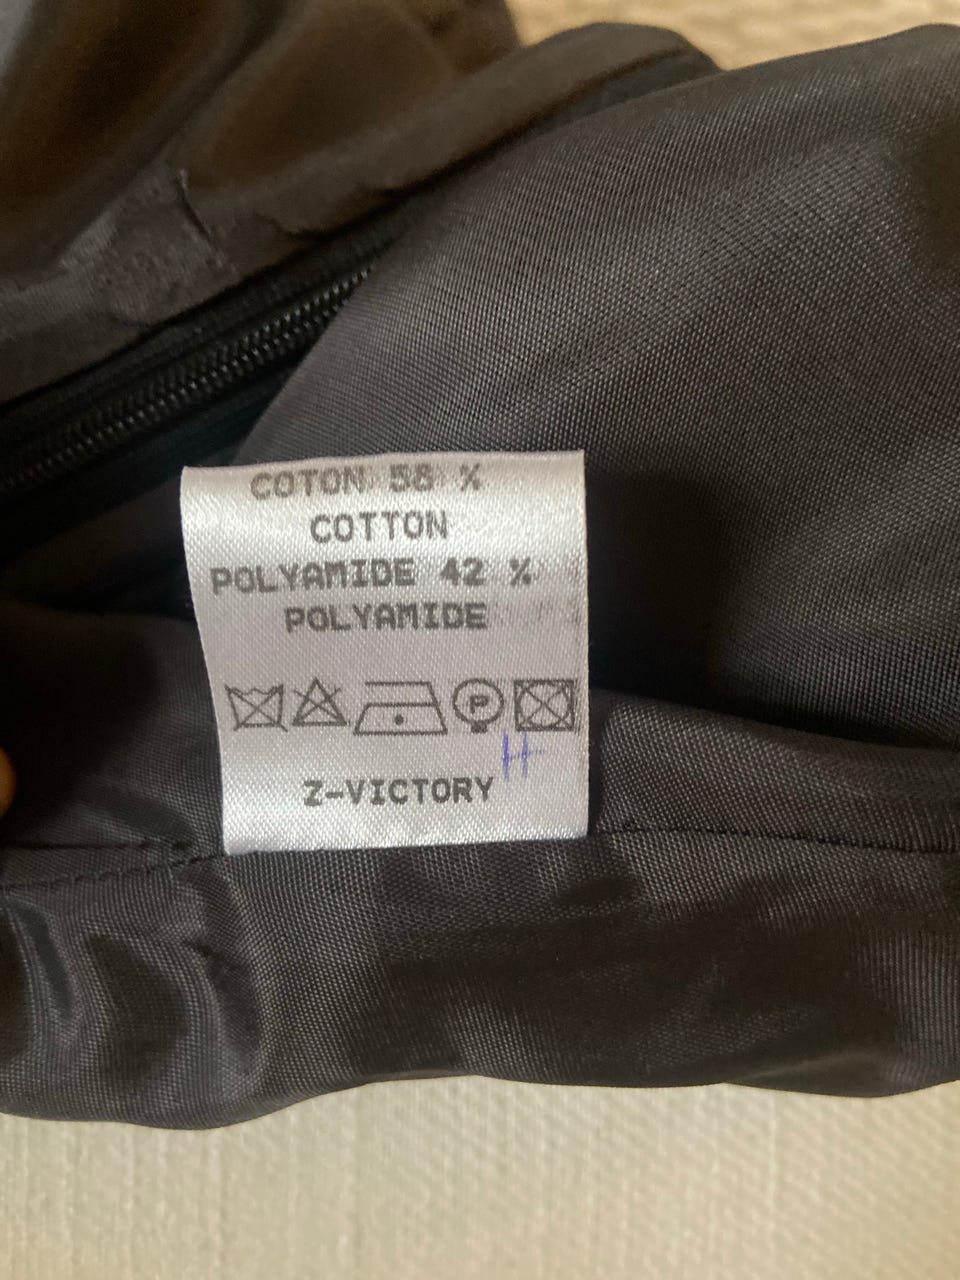 COTON 58 %
COTTON
POLYAMIDE 42 %
POLYAMIDE
P
Z-VICTORY